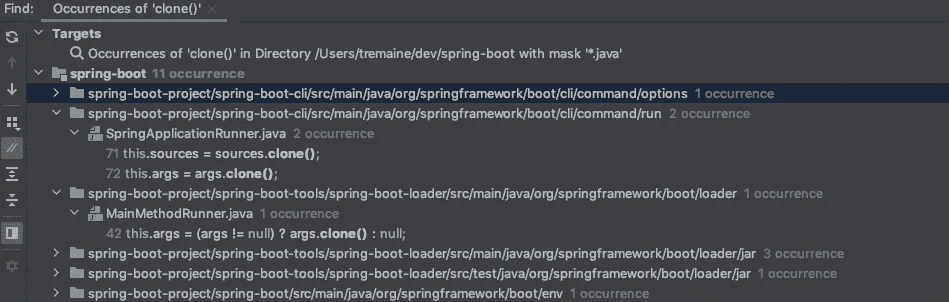 Find: Occurrences of 'clone()' ×
Targets
Occurrences of 'clone()' in Directory /Users/tremaine/dev/spring-boot with mask '*.java'
spring-boot 11 occurrence
spring-boot-project/spring-boot-cli/src/main/java/org/springframework/boot/cli/command/options 1 occurrence
spring-boot-project/spring-boot-cli/src/main/java/org/springframework/boot/cli/command/run 2 occurrence
SpringApplicationRunner.java 2 occurrence
71 this.sources = sources.clone();
72 this.args = args.clone();
spring-boot-project/spring-boot-tools/spring-boot-loader/src/main/java/org/springframework/boot/loader 1 occurrence
MainMethodRunner.java 1 occurrence
42 this.args = (args != null) ? args.clone() : null;
spring-boot-project/spring-boot-tools/spring-boot-loader/src/main/java/org/springframework/boot/loader/jar 3 occurrence
spring-boot-project/spring-boot-tools/spring-boot-loader/src/test/java/org/springframework/boot/loader/jar 1 occurrence
spring-boot-project/spring-boot/src/main/java/org/springframework/boot/env 1 occurrence